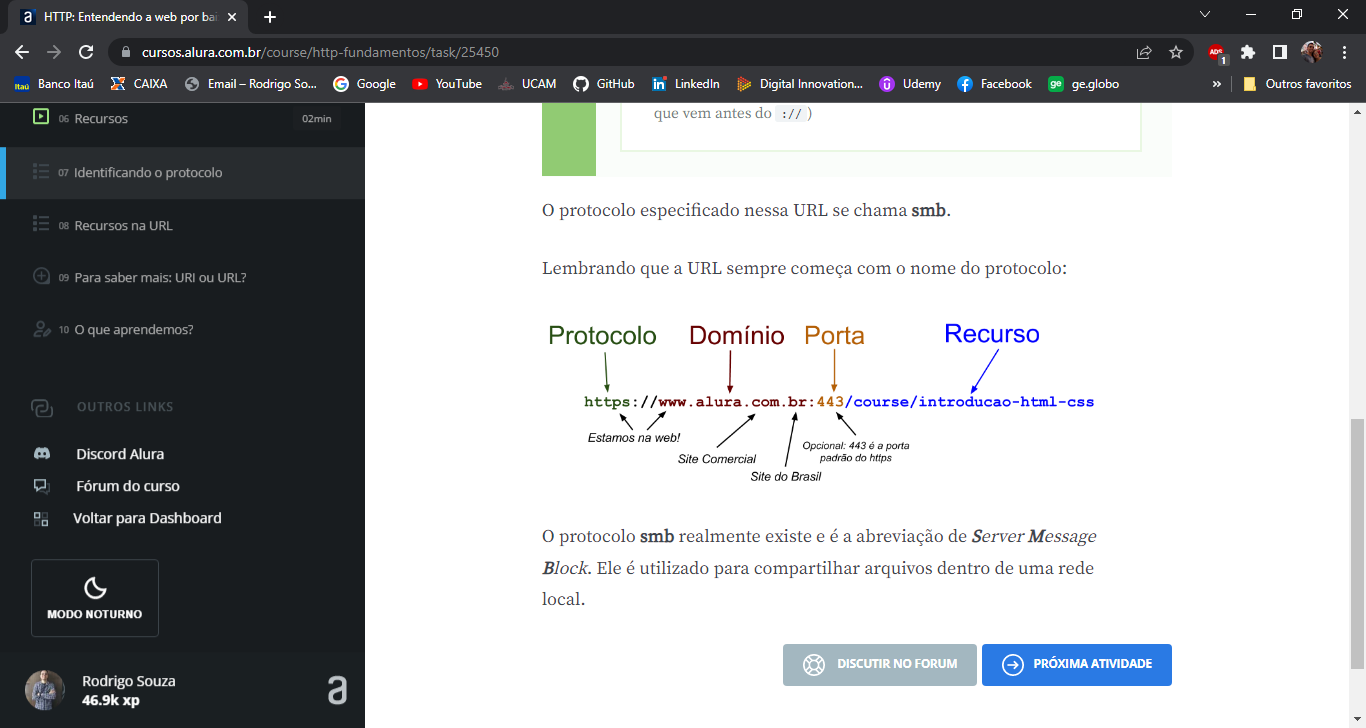 HTTP: Entendendo a web por bai
cursos.alura.com.br/course/http-fundamentos/task/25450
ADS
1
Itaú
Banco Itaú
CAIXA
Email – Rodrigo So...
Google
YouTube
UCAM
GitHub
LinkedIn
Digital Innovation...
Udemy
Facebook
ge
ge.globo
»
Outros favoritos
06 Recursos 02min
07 Identificando o protocolo
08 Recursos na URL
09 Para saber mais: URI ou URL?
10 O que aprendemos?
OUTROS LINKS
Discord Alura
Fórum do curso
Voltar para Dashboard
MODO NOTURNO
Rodrigo Souza
46.9k xp
a
que vem antes do :// )
O protocolo especificado nessa URL se chama smb.
Lembrando que a URL sempre começa com o nome do protocolo:
Protocolo Domínio Porta Recurso
https://www.alura.com.br:443/course/introducao-html-css
Estamos na web!
Site Comercial
Site do Brasil
Opcional: 443 é a porta
padrão do https
O protocolo smb realmente existe e é a abreviação de Server Message
Block. Ele é utilizado para compartilhar arquivos dentro de uma rede
local.
DISCUTIR NO FORUM
PRÓXIMA ATIVIDADE